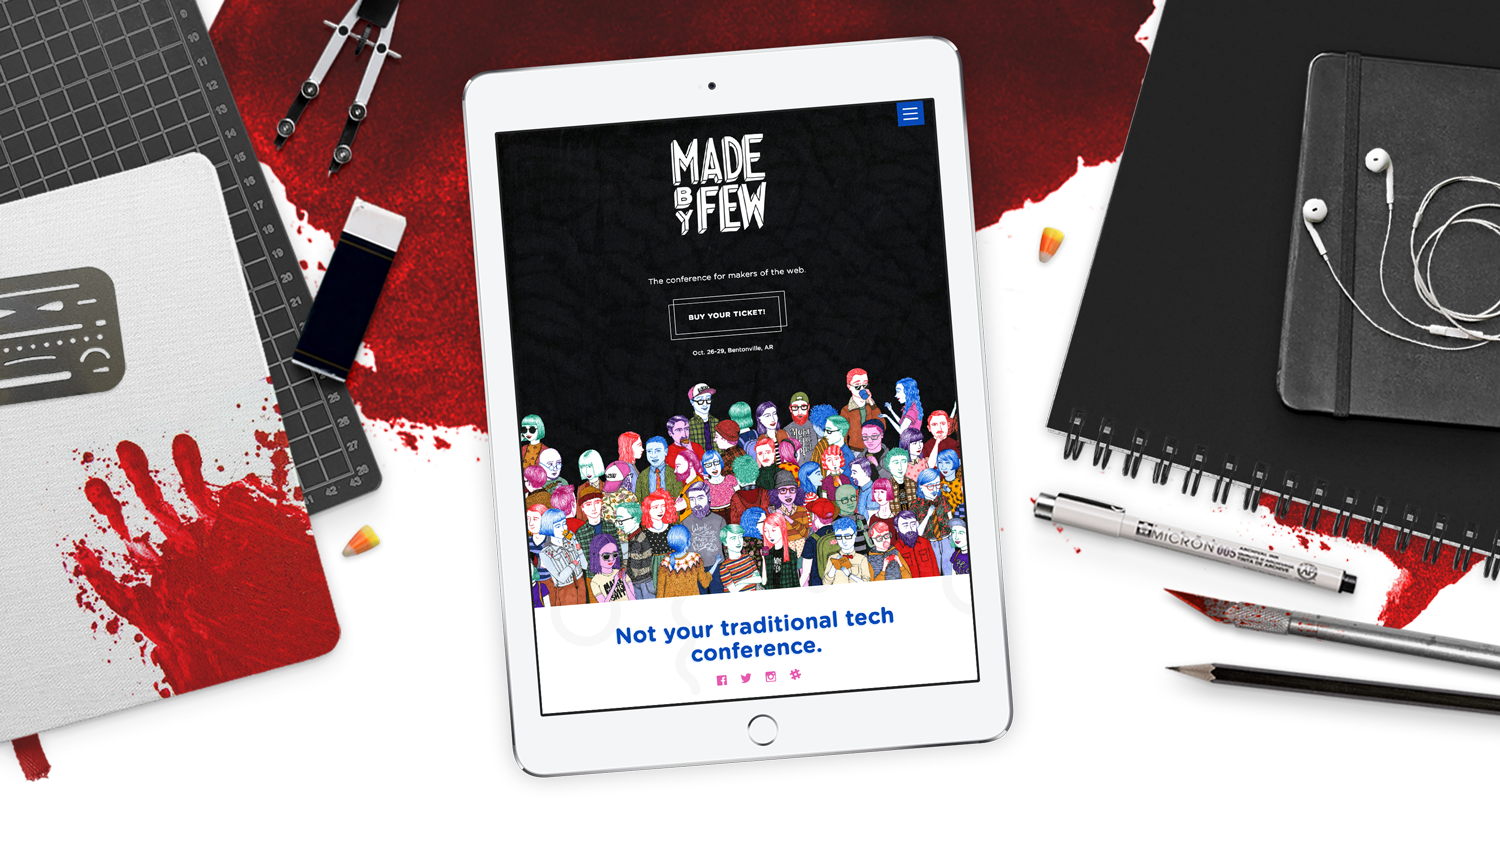 MADE
BY FEW
The conference for makers of the web.
BUY YOUR TICKET!
Oct. 26-29, Bentonville, AR
Not your traditional tech
conference.
9
10
11
12
13
14
15
16
17
18
19
20
21
25
26
27
28
41 42 43
MICRON 005